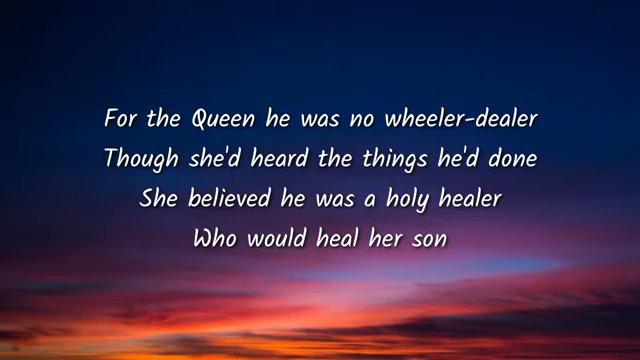 For the Queen he was no wheeler-dealer
Though she'd heard the things he'd done
She believed he was a holy healer
Who would heal her son